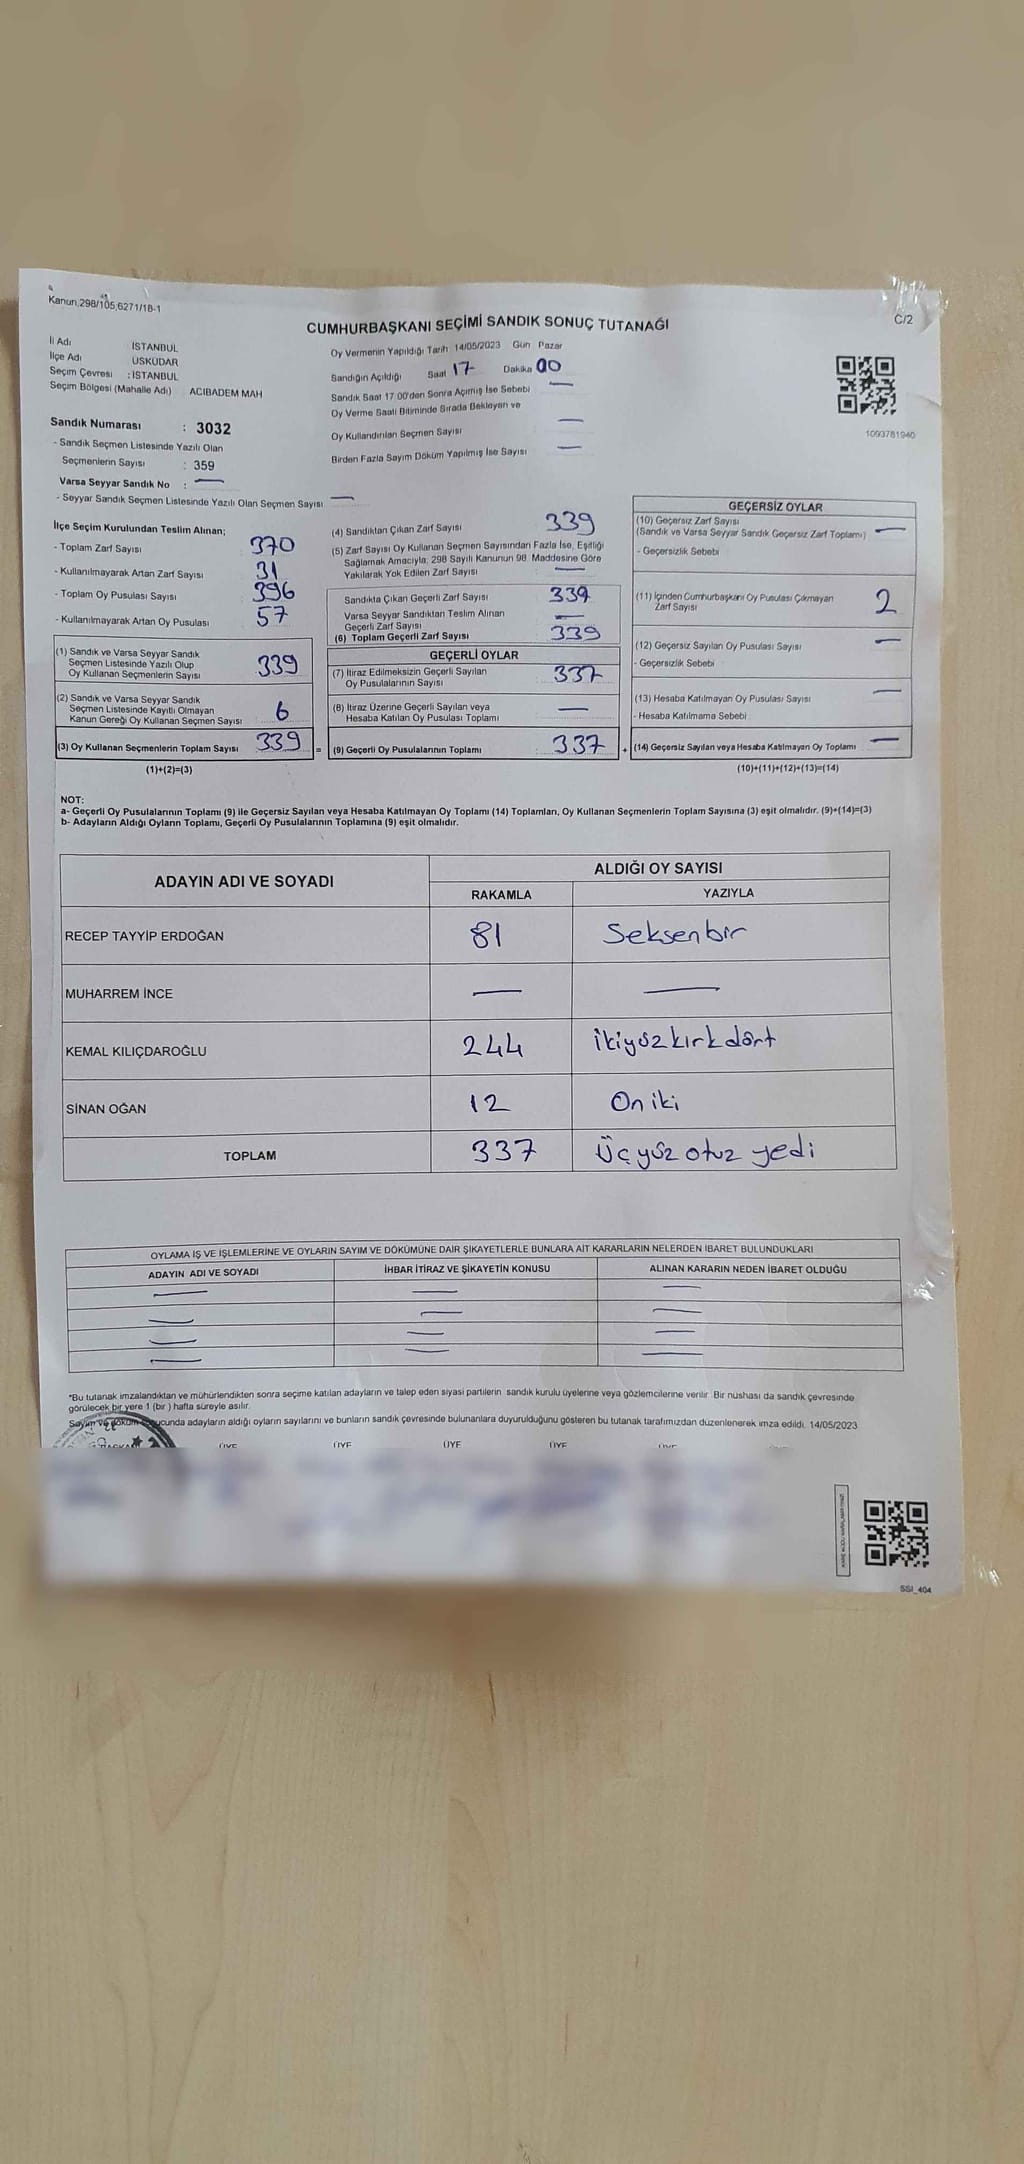 Kanun,298/105,6271/18-1
C/2
CUMHURBAŞKANI SEÇİMİ SANDIK SONUÇ TUTANAĞI
İl Adı İSTANBUL
İlçe Adı ÜSKÜDAR
Seçim Çevresi : İSTANBUL
Seçim Bölgesi (Mahalle Adı) ACIBADEM MAH
Sandık Numarası : 3032
- Sandık Seçmen Listesinde Yazılı Olan
Seçmenlerin Sayısı : 359
Varsa Seyyar Sandık No : —
- Seyyar Sandık Seçmen Listesinde Yazılı Olan Seçmen Sayısı —
Oy Vermenin Yapıldığı Tarih 14/05/2023 Gün Pazar
Sandığın Açıldığı Saat 17 Dakika 00
Sandık Saat 17:00'den Sonra Açılmış İse Sebebi —
Oy Verme Saati Bitiminde Sırada Bekleyen ve
Oy Kullandırılan Seçmen Sayısı —
Birden Fazla Sayım Döküm Yapılmış İse Sayısı —
1093781940
İlçe Seçim Kurulundan Teslim Alınan;
- Toplam Zarf Sayısı 370
- Kullanılmayarak Artan Zarf Sayısı 31
- Toplam Oy Pusulası Sayısı 396
- Kullanılmayarak Artan Oy Pusulası 57
(1) Sandık ve Varsa Seyyar Sandık
Seçmen Listesinde Yazılı Olup
Oy Kullanan Seçmenlerin Sayısı 339
(2) Sandık ve Varsa Seyyar Sandık
Seçmen Listesinde Kayıtlı Olmayan
Kanun Gereği Oy Kullanan Seçmen Sayısı 6
(3) Oy Kullanan Seçmenlerin Toplam Sayısı 339 =
(1)+(2)=(3)
(4) Sandıktan Çıkan Zarf Sayısı 339
(5) Zarf Sayısı Oy Kullanan Seçmen Sayısından Fazla İse, Eşitliği
Sağlamak Amacıyla, 298 Sayılı Kanunun 98. Maddesine Göre
Yakılarak Yok Edilen Zarf Sayısı : —
Sandıkta Çıkan Geçerli Zarf Sayısı 339
Varsa Seyyar Sandıktan Teslim Alınan
Geçerli Zarf Sayısı —
(6) Toplam Geçerli Zarf Sayısı 339
GEÇERLİ OYLAR
(7) İtiraz Edilmeksizin Geçerli Sayılan
Oy Pusulalarının Sayısı 337
(8) İtiraz Üzerine Geçerli Sayılan veya
Hesaba Katılan Oy Pusulası Toplamı —
(9) Geçerli Oy Pusulalarının Toplamı 337 +
GEÇERSİZ OYLAR
(10) Geçersiz Zarf Sayısı
(Sandık ve Varsa Seyyar Sandık Geçersiz Zarf Toplamı) —
- Geçersizlik Sebebi
(11) İçinden Cumhurbaşkanı Oy Pusulası Çıkmayan
Zarf Sayısı 2
(12) Geçersiz Sayılan Oy Pusulası Sayısı —
- Geçersizlik Sebebi
(13) Hesaba Katılmayan Oy Pusulası Sayısı —
- Hesaba Katılmama Sebebi
(14) Geçersiz Sayılan veya Hesaba Katılmayan Oy Toplamı —
(10)+(11)+(12)+(13)=(14)
NOT:
a- Geçerli Oy Pusulalarının Toplamı (9) ile Geçersiz Sayılan veya Hesaba Katılmayan Oy Toplamı (14) Toplamları, Oy Kullanan Seçmenlerin Toplam Sayısına (3) eşit olmalıdır. (9)+(14)=(3)
b- Adayların Aldığı Oyların Toplamı, Geçerli Oy Pusulalarının Toplamına (9) eşit olmalıdır.
ADAYIN ADI VE SOYADI
ALDIĞI OY SAYISI
RAKAMLA YAZIYLA
RECEP TAYYİP ERDOĞAN 81 Seksenbir
MUHARREM İNCE — —
KEMAL KILIÇDAROĞLU 244 İkiyüzkırkdört
SİNAN OĞAN 12 Oniki
TOPLAM 337 Üçyüz otuz yedi
OYLAMA İŞ VE İŞLEMLERİNE VE OYLARIN SAYIM VE DÖKÜMÜNE DAİR ŞİKAYETLERLE BUNLARA AİT KARARLARIN NELERDEN İBARET BULUNDUKLARI
ADAYIN ADI VE SOYADI İHBAR İTİRAZ VE ŞİKAYETİN KONUSU ALINAN KARARIN NEDEN İBARET OLDUĞU
— — —
— — —
— — —
— — —
*Bu tutanak imzalandıktan ve mühürlendikten sonra seçime katılan adayların ve talep eden siyasi partilerin sandık kurulu üyelerine veya gözlemcilerine verilir. Bir nüshası da sandık çevresinde
görülecek bir yere 1 (bir ) hafta süreyle asılır.
Sayım ve döküm sonucunda adayların aldığı oyların sayılarını ve bunların sandık çevresinde bulunanlara duyurulduğunu gösteren bu tutanak tarafımızdan düzenlenerek imza edildi. 14/05/2023
ÜYE ÜYE ÜYE ÜYE
SSI_404